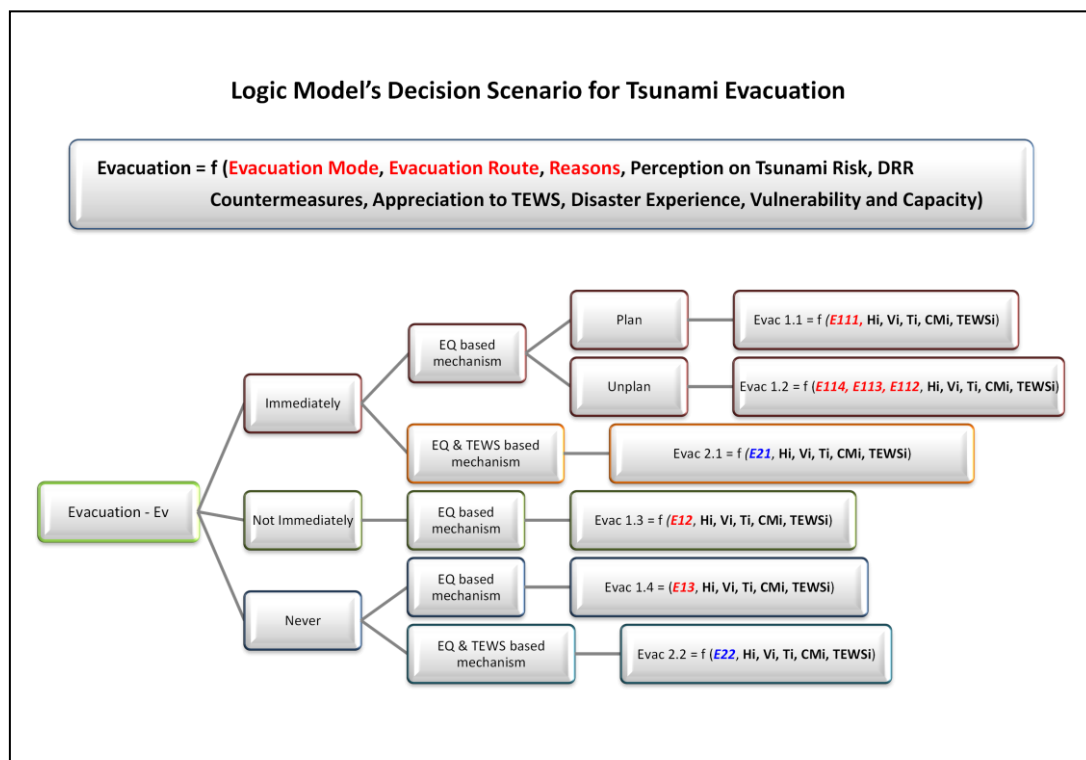 Logic Model's Decision Scenario for Tsunami Evacuation
Evacuation = f (Evacuation Mode, Evacuation Route, Reasons, Perception on Tsunami Risk, DRR
Countermeasures, Appreciation to TEWS, Disaster Experience, Vulnerability and Capacity)
Plan
Evac 1.1 = f (E111, Hi, Vi, Ti, CMi, TEWSi)
EQ based
mechanism
Unplan
Evac 1.2 = f (E114, E113, E112, Hi, Vi, Ti, CMi, TEWSi)
Immediately
EQ & TEWS based
mechanism
Evac 2.1 = f (E21, Hi, Vi, Ti, CMi, TEWSi)
Evacuation - Ev
Not Immediately
EQ based
mechanism
Evac 1.3 = f (E12, Hi, Vi, Ti, CMi, TEWSi)
EQ based
mechanism
Evac 1.4 = (E13, Hi, Vi, Ti, CMi, TEWSi)
Never
EQ & TEWS based
mechanism
Evac 2.2 = f (E22, Hi, Vi, Ti, CMi, TEWSi)